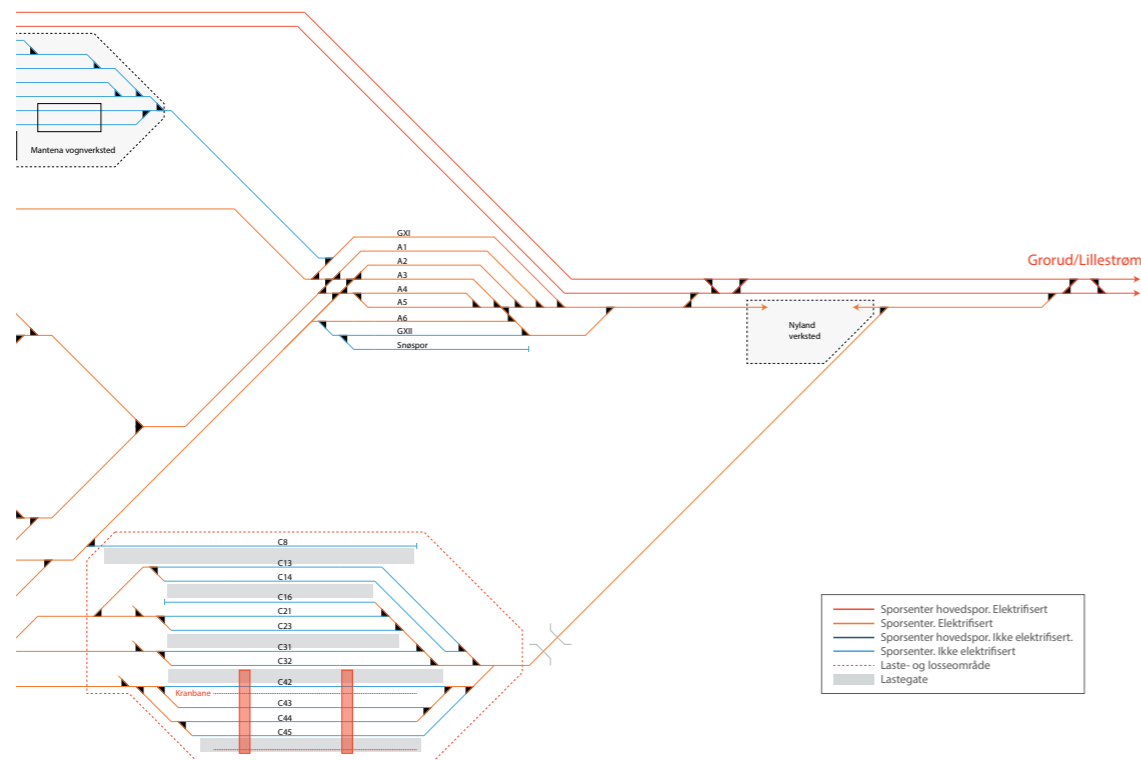 Mantena vognverksted
GXI
A1
A2
A3
A4
A5
A6
GXII
Snøspor
Grorud/Lillestrøm
Nyland
verksted
C8
C13
C14
C16
C21
C23
C31
C32
C42
Kranbane
C43
C44
C45
Sporsenter hovedspor. Elektrifisert
Sporsenter. Elektrifisert
Sporsenter hovedspor. Ikke elektrifisert.
Sporsenter. Ikke elektrifisert
Laste- og losseområde
Lastegate